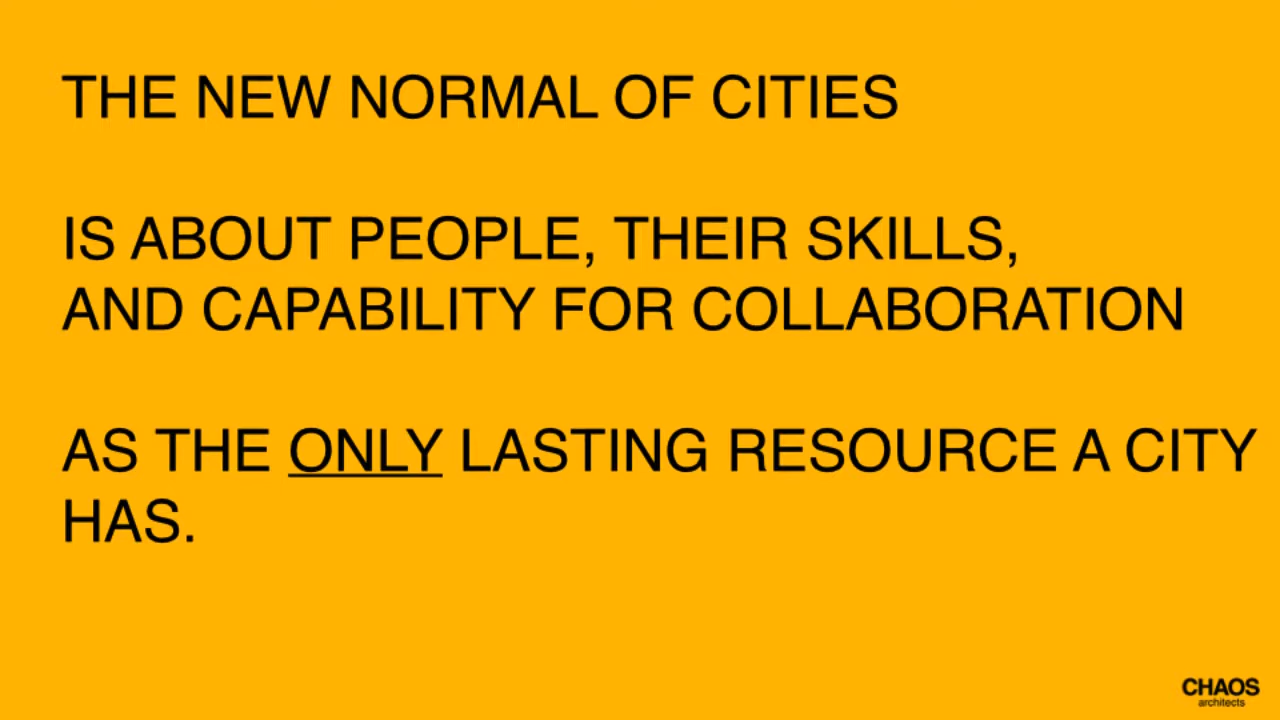 THE NEW NORMAL OF CITIES
IS ABOUT PEOPLE, THEIR SKILLS,
AND CAPABILITY FOR COLLABORATION
AS THE ONLY LASTING RESOURCE A CITY
HAS.
CHAOS
architects